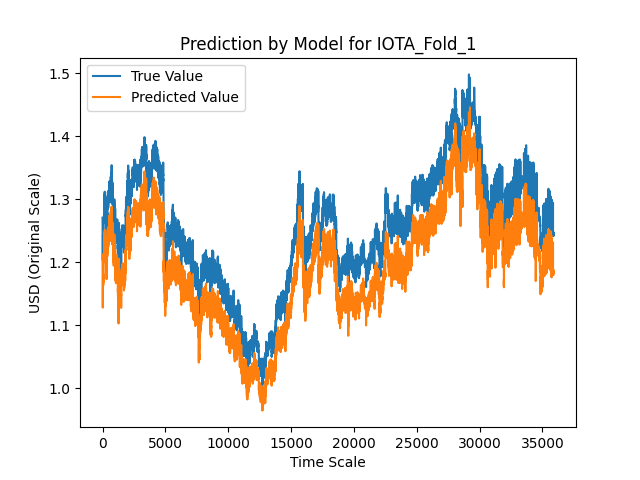 Prediction by Model for IOTA_Fold_1
True Value
Predicted Value
USD (Original Scale)
1.5
1.4
1.3
1.2
1.1
1.0
0 5000 10000 15000 20000 25000 30000 35000
Time Scale